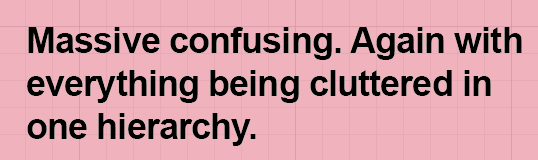 Massive confusing. Again with
everything being cluttered in
one hierarchy.